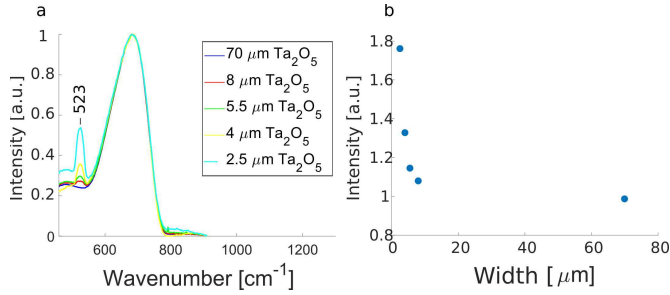 a
Intensity [a.u.]
1
0.8
0.6
0.4
0.2
0
523
70 μm Ta₂O₅
8 μm Ta₂O₅
5.5 μm Ta₂O₅
4 μm Ta₂O₅
2.5 μm Ta₂O₅
600 800 1000 1200
Wavenumber [cm⁻¹]
b
Intensity [a.u.]
1.8
1.6
1.4
1.2
1
0.8
0 20 40 60 80
Width [ μm]